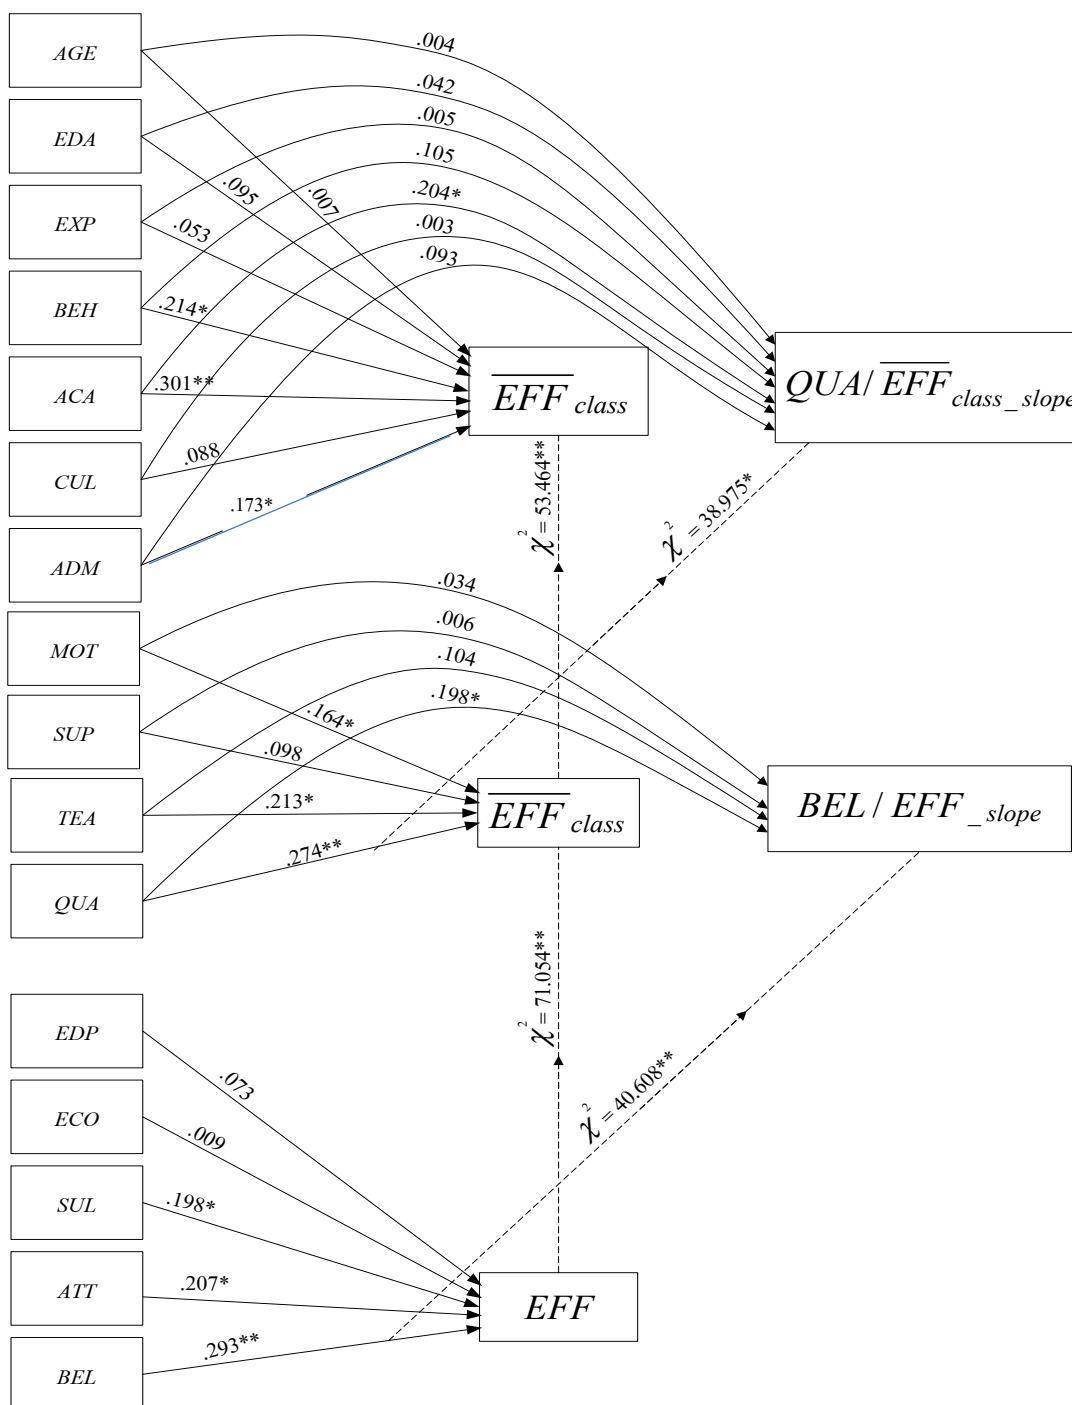 AGE
.004
EDA
.042
.005
EXP
.105
.095
.007
.204*
.053
.003
.093
BEH
.214*
ACA
.301**
EFF class
QUA/ EFF class_slope
CUL
.088
.173*
χ² = 53.464**
χ² = 38.975*
ADM
.034
MOT
.006
.104
.198*
SUP
.164*
.098
TEA
.213*
EFF class
BEL / EFF _slope
QUA
.274**
χ² = 71.054**
EDP
.073
χ² = 40.608**
ECO
.009
SUL
.198*
ATT
.207*
EFF
BEL
.293**